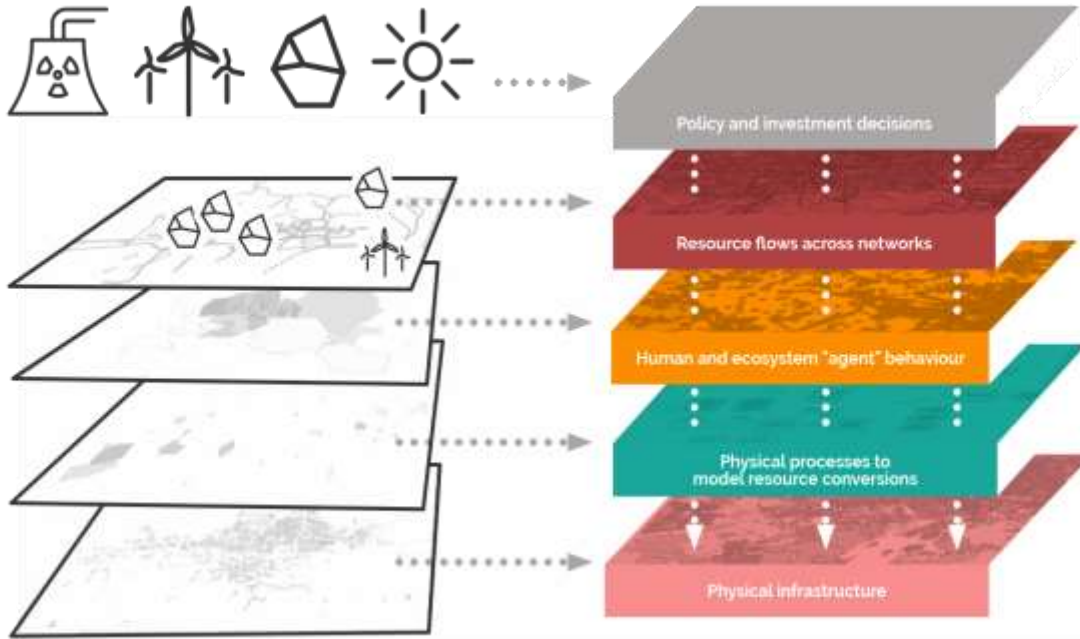 Policy and investment decisions
Resource flows across networks
Human and ecosystem "agent" behaviour
Physical processes to
model resource conversions
Physical infrastructure